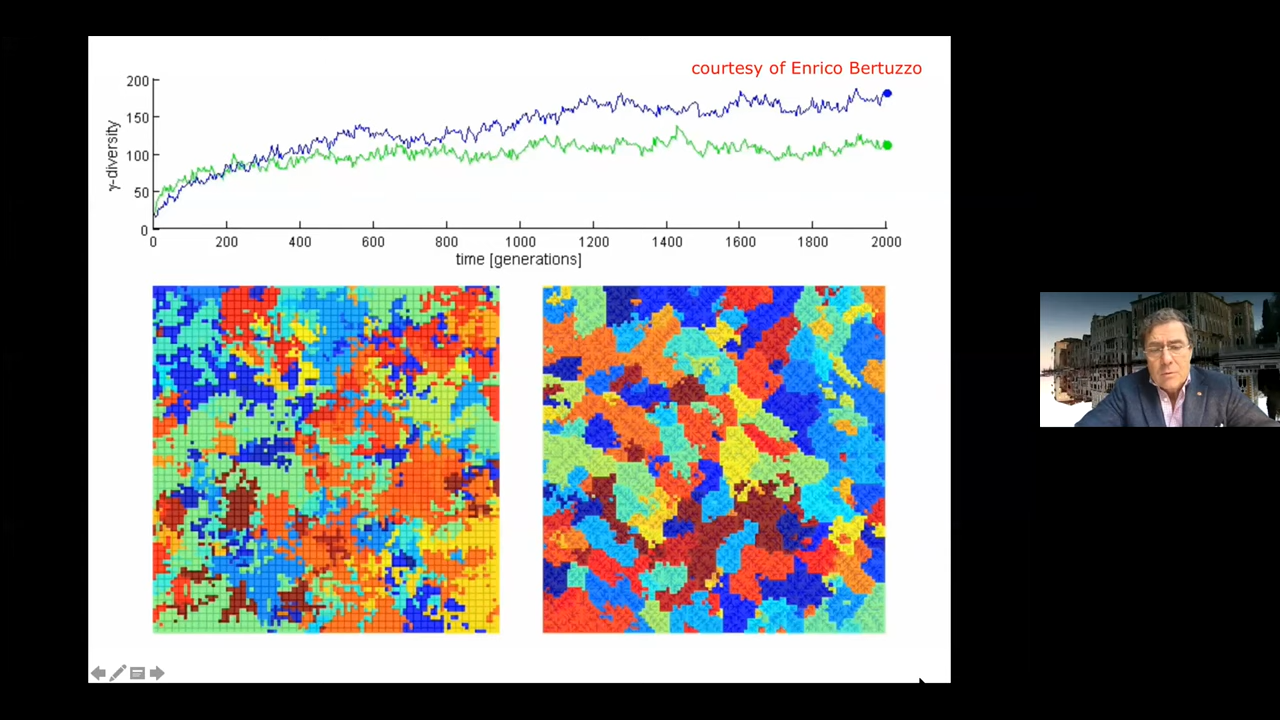 courtesy of Enrico Bertuzzo
200
150
100
50
0
γ-diversity
0 200 400 600 800 1000 1200 1400 1600 1800 2000
time [generations]